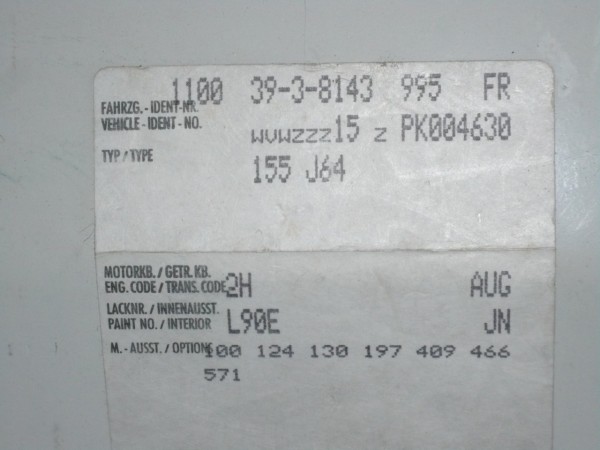 1100 39-3-8143 995 FR
FAHRZG. - IDENT-NR.
VEHICLE - IDENT - NO. WVWZZZ15 Z PK004630
TYP / TYPE 155 J64
MOTORKB. / GETR. KB.
ENG. CODE / TRANS. CODE 2H AUG
LACKNR. / INNENAUSST.
PAINT NO. / INTERIOR L90E JN
M. - AUSST. / OPTIONS 100 124 130 197 409 466
571